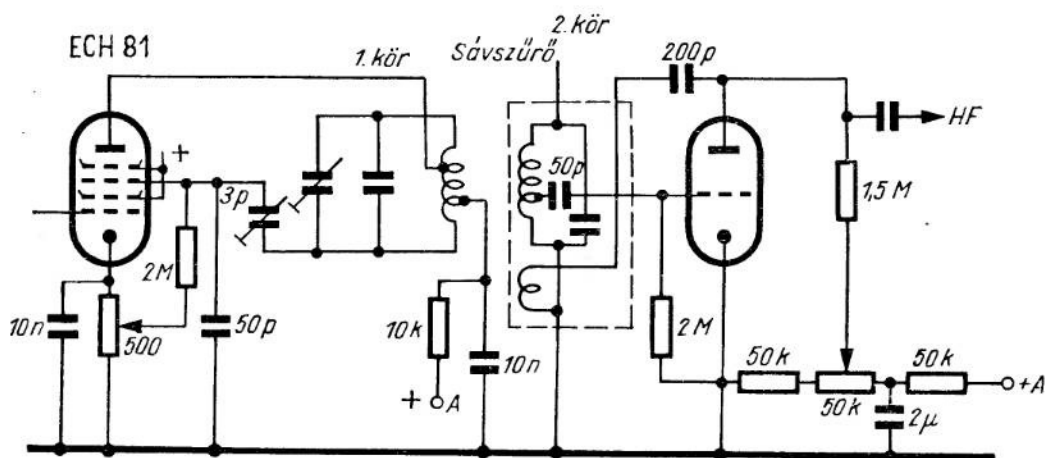 ECH 81
1. kör
2. kör
Sávszűrő
200p
HF
+
3p
50p
1,5 M
2M
10n
500
50p
10k
10n
+
A
2 M
50k
50k
50k
+A
2μ